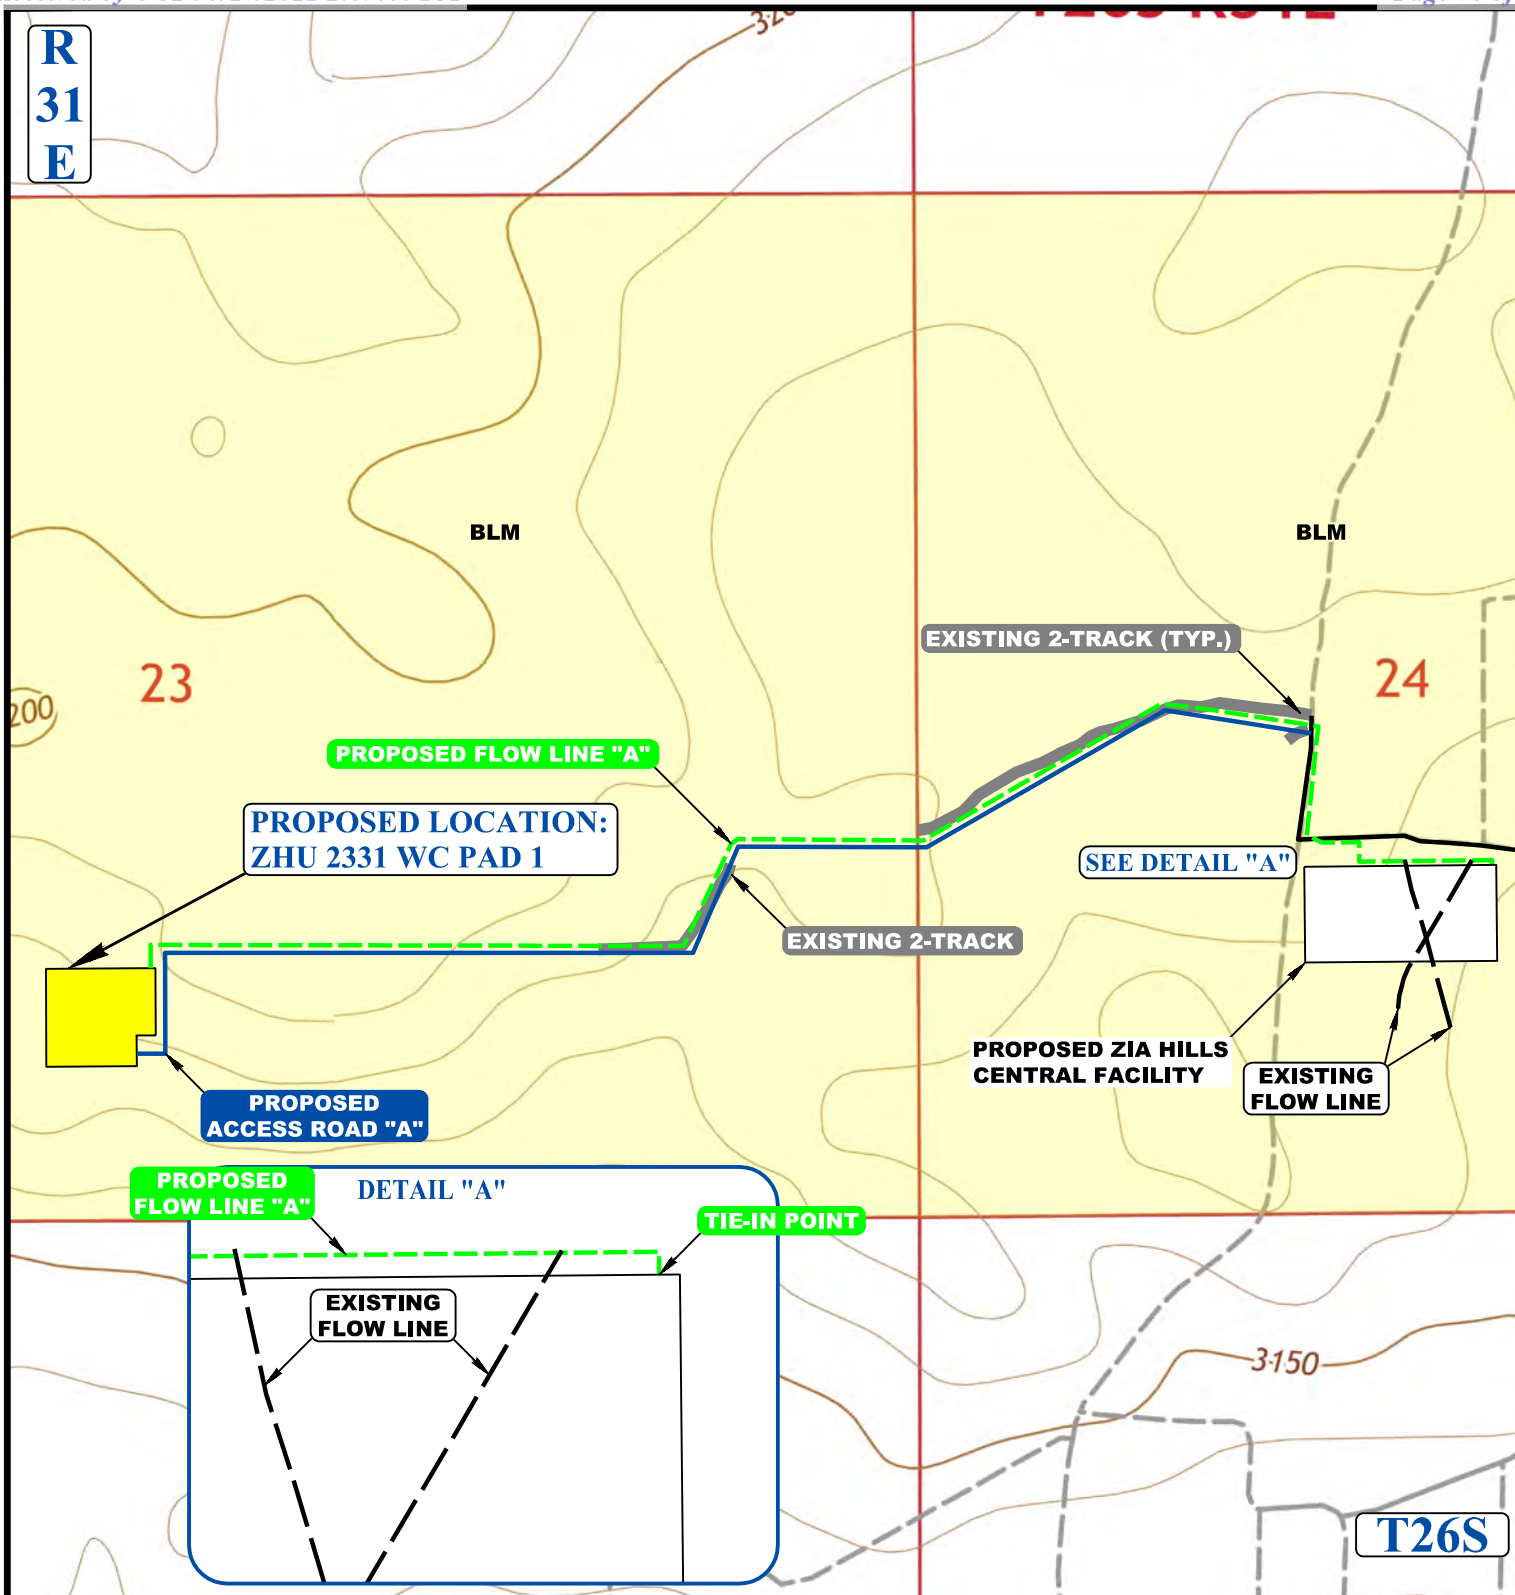 R
31
E
BLM
BLM
EXISTING 2-TRACK (TYP.)
23
24
200
PROPOSED FLOW LINE "A"
PROPOSED LOCATION:
ZHU 2331 WC PAD 1
SEE DETAIL "A"
EXISTING 2-TRACK
PROPOSED ZIA HILLS
CENTRAL FACILITY
EXISTING
FLOW LINE
PROPOSED
ACCESS ROAD "A"
PROPOSED
FLOW LINE "A"
DETAIL "A"
TIE-IN POINT
EXISTING
FLOW LINE
3150
T26S